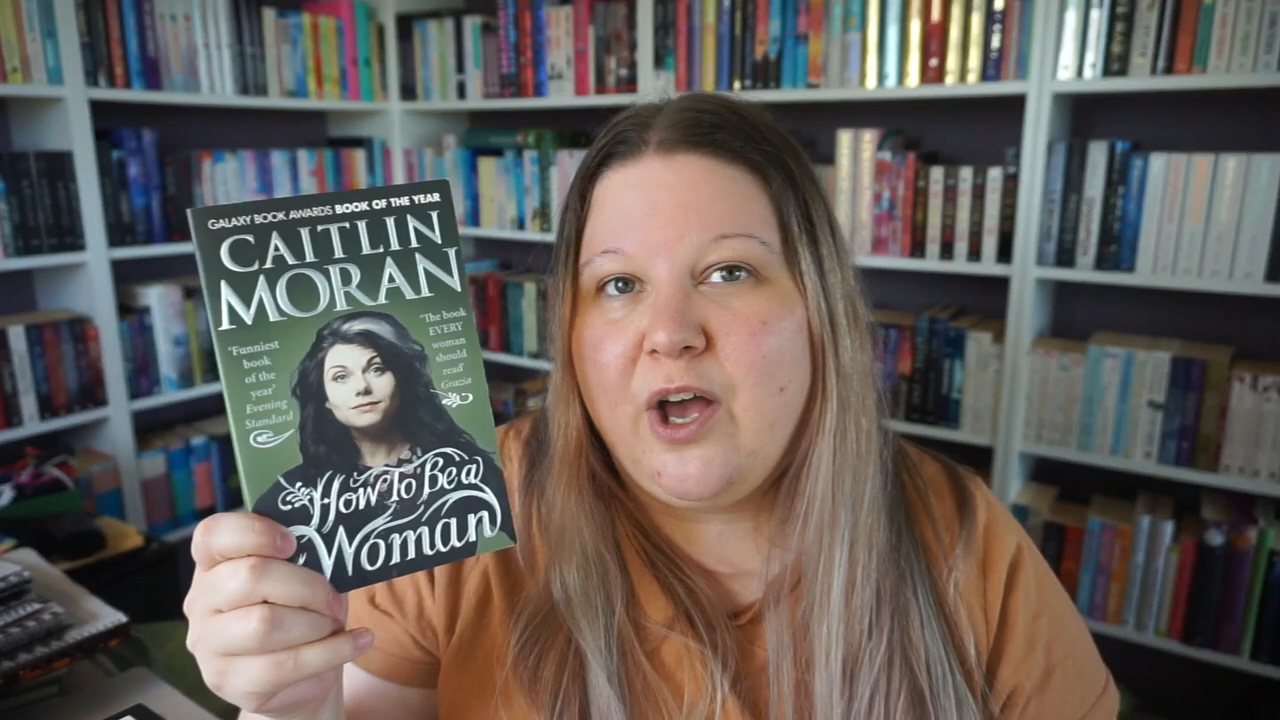 GALAXY BOOK AWARDS BOOK OF THE YEAR
CAITLIN
MORAN
'Funniest
book
of the
year'
Evening
Standard
'The book
EVERY
woman
should
read'
Grazia
How To Be a
Woman